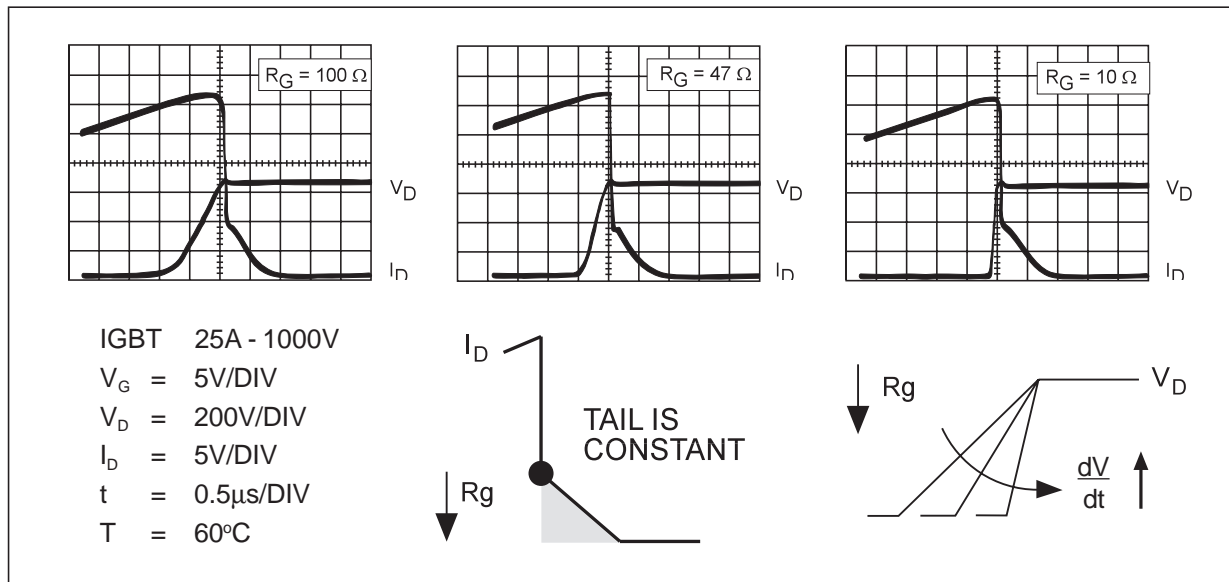 R_G = 100 Ω
V_D
I_D
R_G = 47 Ω
V_D
I_D
R_G = 10 Ω
V_D
I_D
IGBT 25A - 1000V
V_G = 5V/DIV
V_D = 200V/DIV
I_D = 5V/DIV
t = 0.5μs/DIV
T = 60°C
I_D
TAIL IS
CONSTANT
Rg
Rg
V_D
dV
dt